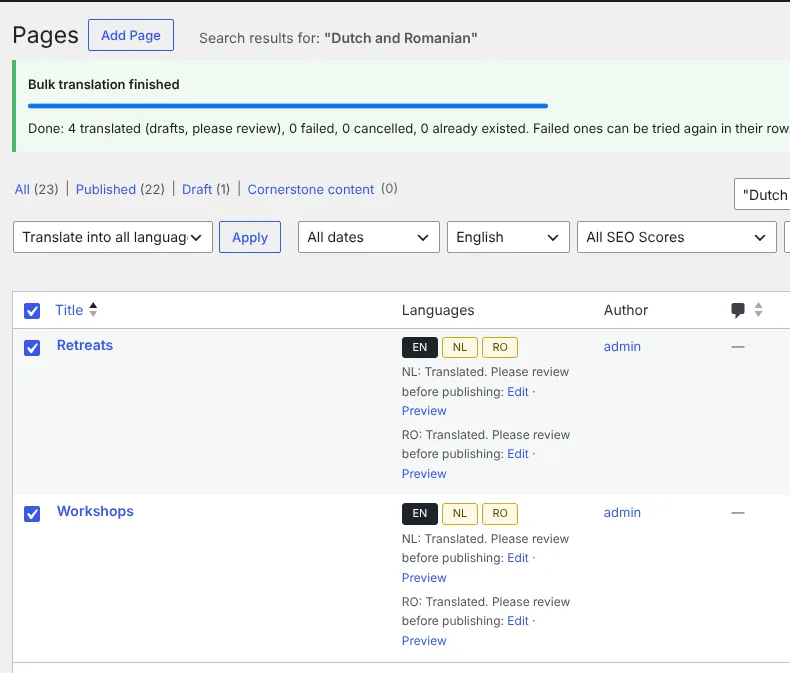 Pages Add Page Search results for: "Dutch and Romanian"
Bulk translation finished
Done: 4 translated (drafts, please review), 0 failed, 0 cancelled, 0 already existed. Failed ones can be tried again in their row.
All (23) | Published (22) | Draft (1) | Cornerstone content (0)
"Dutch
Translate into all languag Apply All dates English All SEO Scores
Title Languages Author
Retreats EN NL RO admin —
NL: Translated. Please review
before publishing: Edit ·
Preview
RO: Translated. Please review
before publishing: Edit ·
Preview
Workshops EN NL RO admin —
NL: Translated. Please review
before publishing: Edit ·
Preview
RO: Translated. Please review
before publishing: Edit ·
Preview